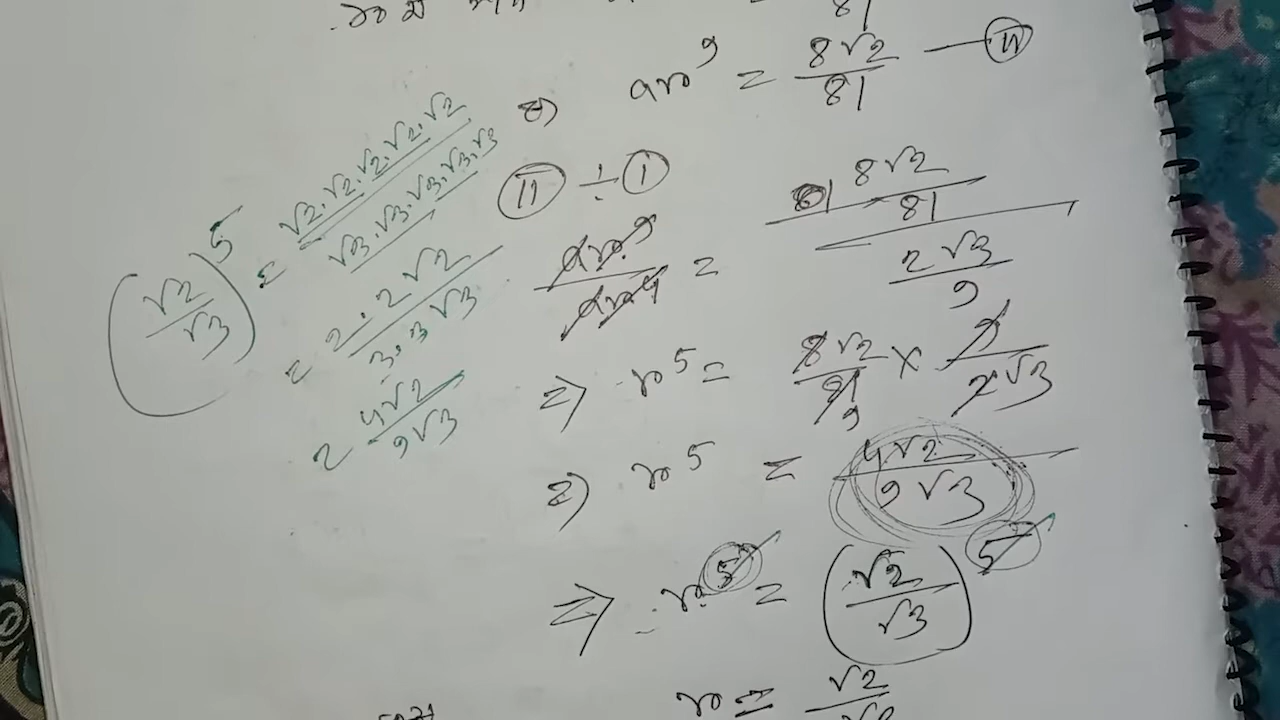 81
⇒ ar⁹ = 8√2/81 — (II)
(II) ÷ (I)
ar⁹/ar⁴ = (8√2/81)/(2√3/9)
⇒ r⁵ = 8√2/81 × 9/2√3
9
⇒ r⁵ = 4√2/9√3
⇒ r⁵ = (√2/√3)⁵
r = √2
(√2/√3)⁵ = √2·√2·√2·√2·√2/√3·√3·√3·√3·√3
= 2·2√2/3·3√3
= 4√2/9√3